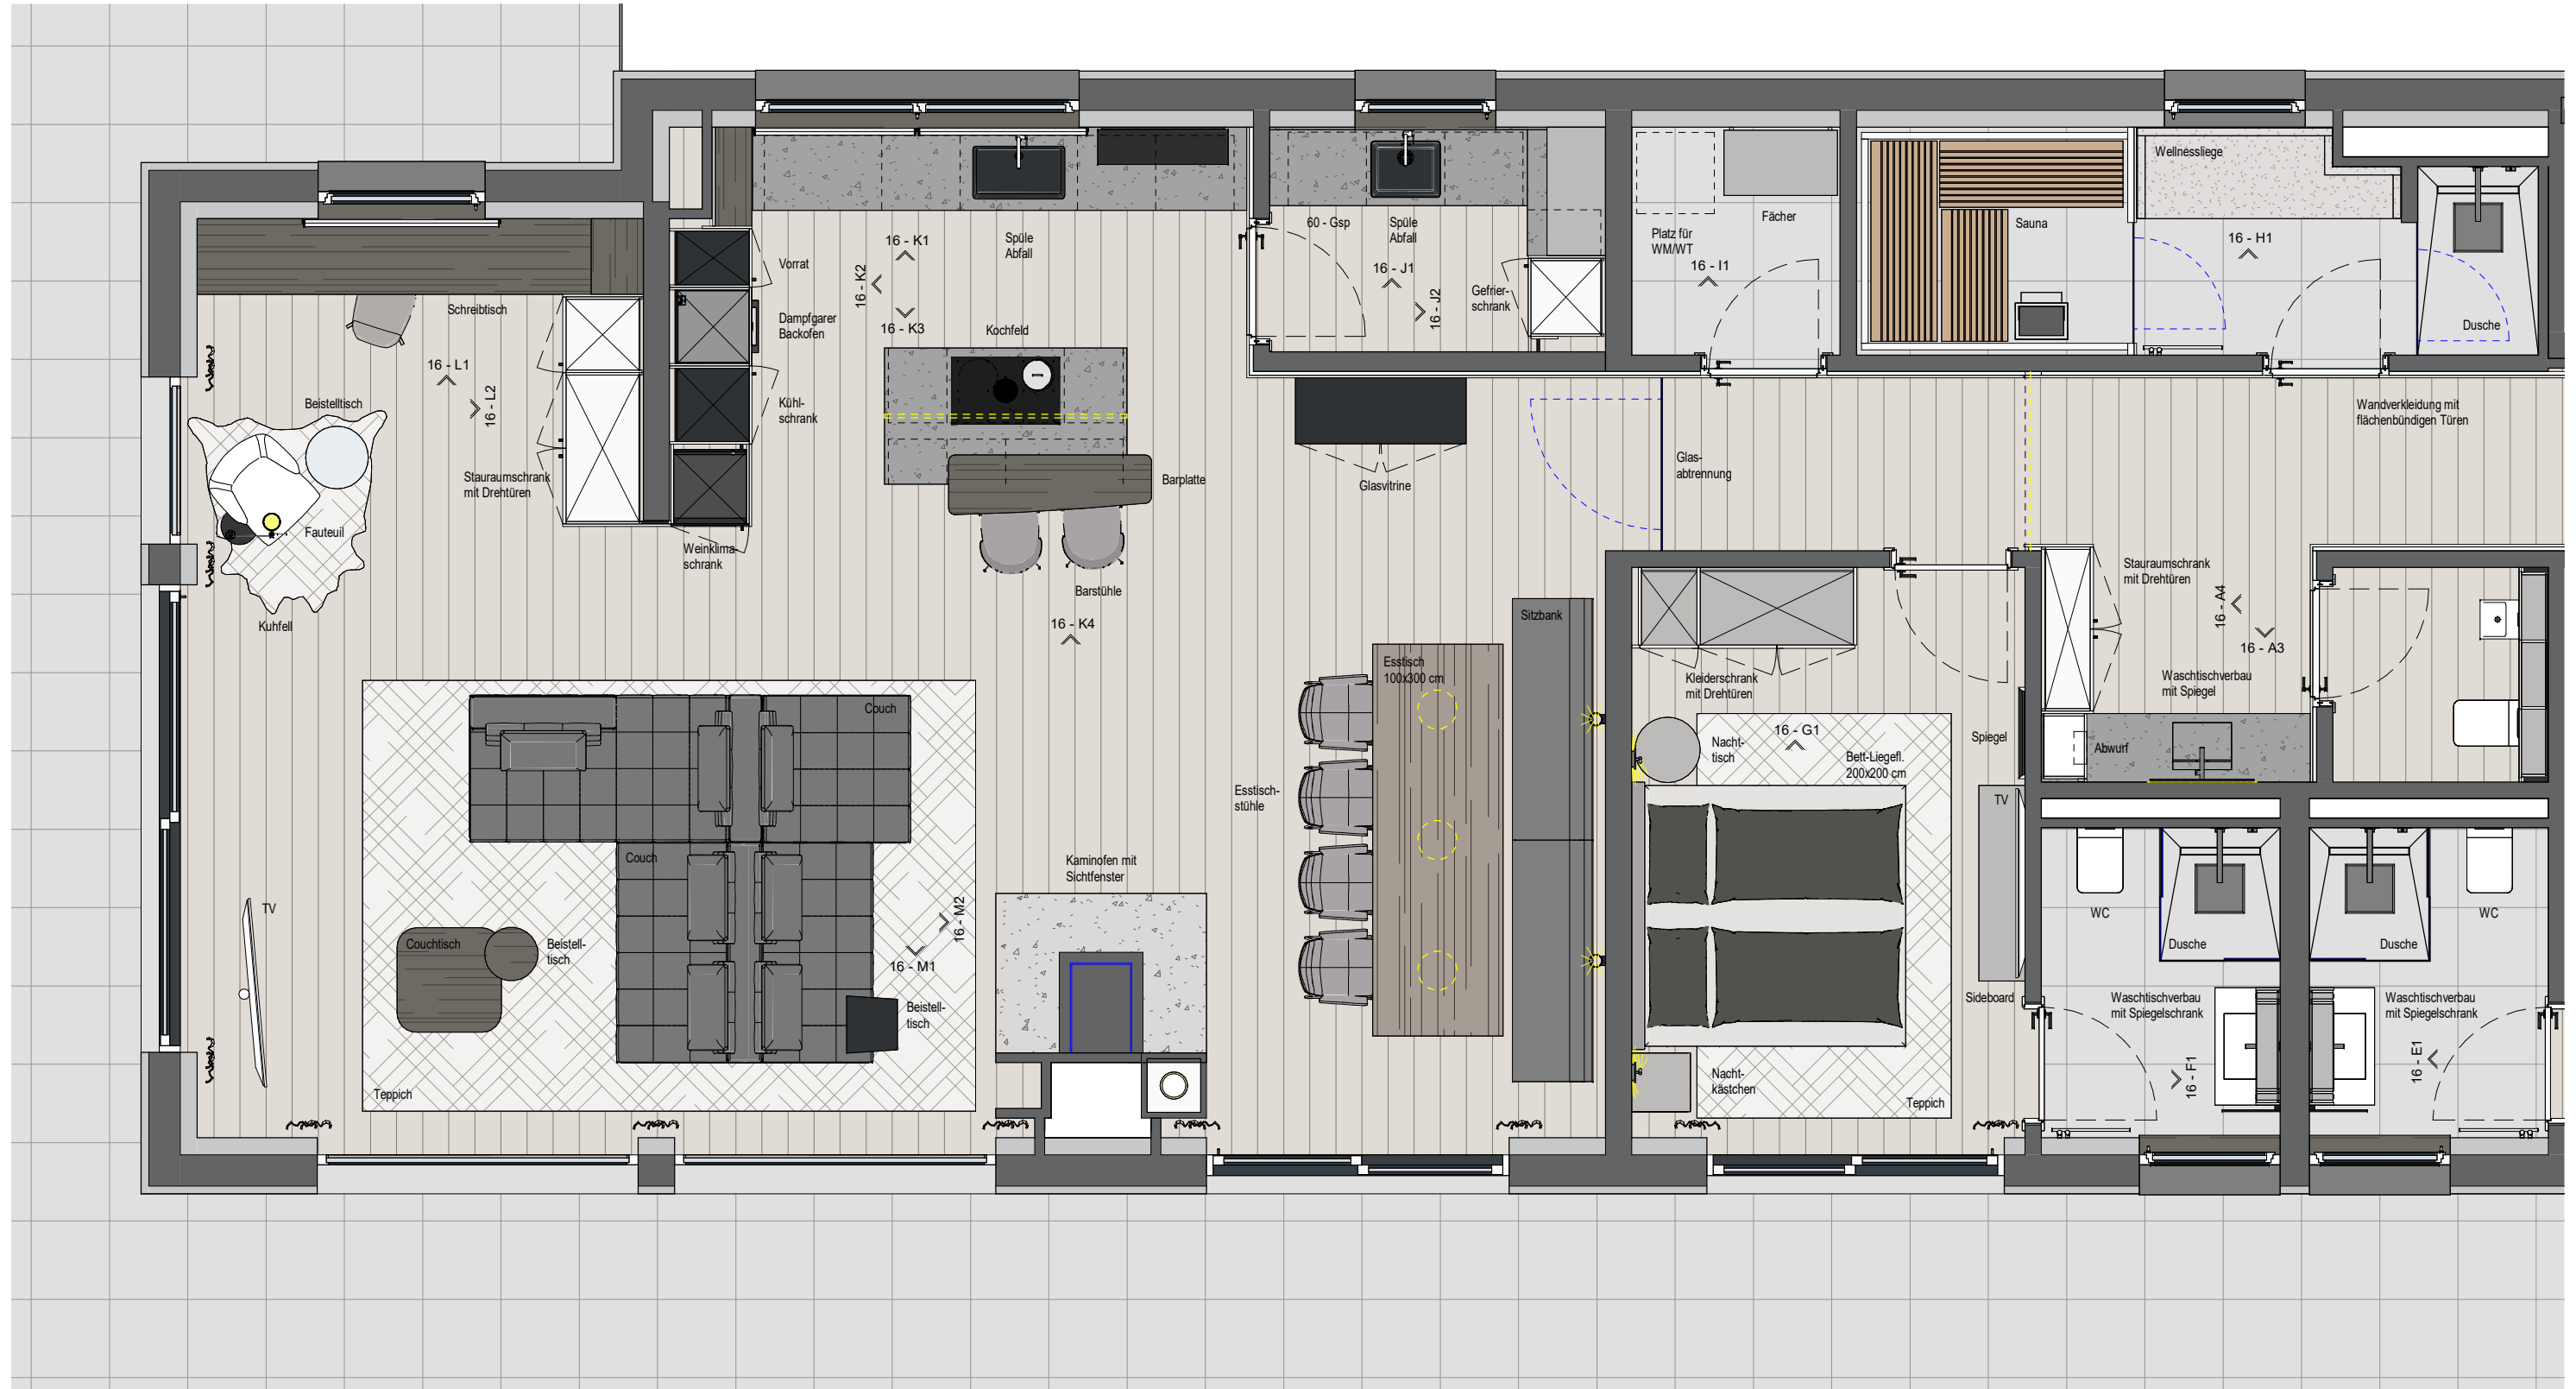 Wellnessliege
Fächer
Platz für
WM/WT
16 - I1
Sauna
16 - H1
Dusche
60 - Gsp
Spüle
Abfall
16 - J1
16 - J2
Gefrier-
schrank
16 - K1
Spüle
Abfall
16 - K2
16 - K3
Kochfeld
Vorrat
Dampfgarer
Backofen
Kühl-
schrank
Weinklima-
schrank
Schreibtisch
16 - L1
16 - L2
Beistelltisch
Stauraumschrank
mit Drehtüren
Fauteuil
Kuhfell
Barplatte
Barstühle
16 - K4
Glasvitrine
Glas-
abtrennung
Wandverkleidung mit
flächenbündigen Türen
Stauraumschrank
mit Drehtüren
16 - A4
16 - A3
Waschtischverbau
mit Spiegel
Abwurf
Sitzbank
Esstisch
100x300 cm
Esstisch-
stühle
Kleiderschrank
mit Drehtüren
16 - G1
Nacht-
tisch
Bett-Liegefl.
200x200 cm
Spiegel
TV
Sideboard
Nacht-
kästchen
Teppich
Couch
Couch
TV
Couchtisch
Beistell-
tisch
16 - M2
16 - M1
Beistell-
tisch
Teppich
Kaminofen mit
Sichtfenster
WC
Dusche
Waschtischverbau
mit Spiegelschrank
16 - F1
WC
Dusche
Waschtischverbau
mit Spiegelschrank
16 - E1